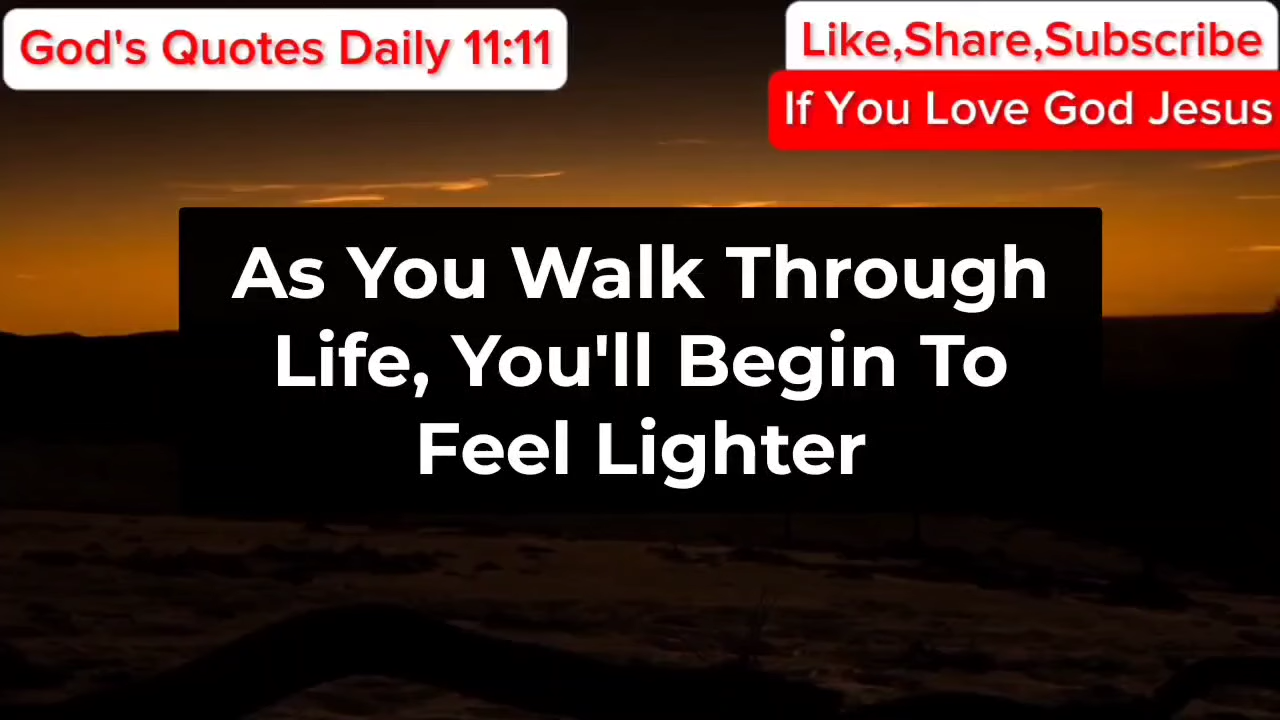 God's Quotes Daily 11:11
Like,Share,Subscribe
If You Love God Jesus
As You Walk Through
Life, You'll Begin To
Feel Lighter